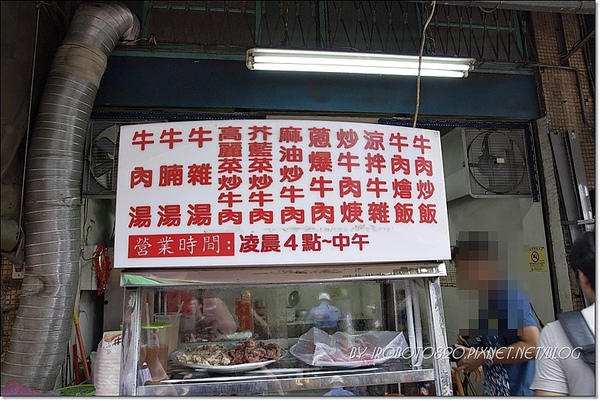 牛肉湯
牛腩湯
牛雜湯
高麗菜炒牛肉
芥藍菜炒牛肉
麻油炒牛肉
蔥爆牛肉
炒牛肉焿
涼拌牛雜
牛肉燴飯
牛肉炒飯
營業時間：凌晨4點~中午
BY IROBOTO890.PIXNET.NET/BLOG